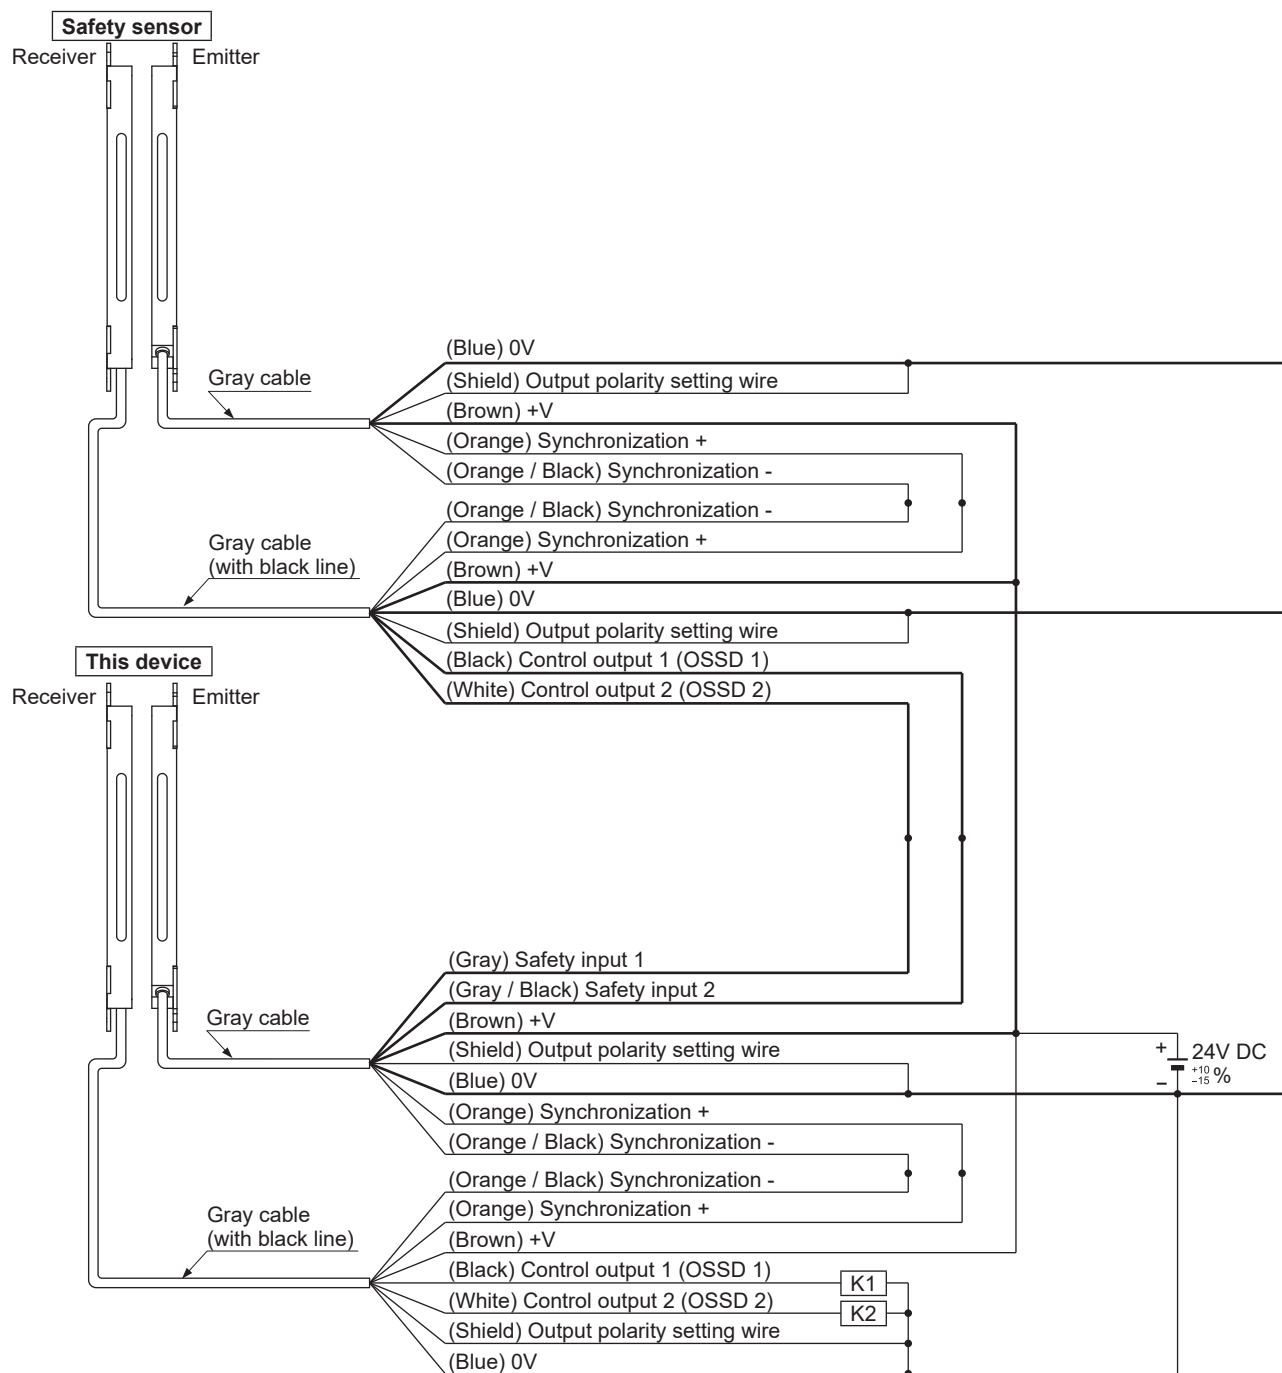 Safety sensor
Receiver
Emitter
(Blue) 0V
Gray cable
(Shield) Output polarity setting wire
(Brown) +V
(Orange) Synchronization +
(Orange / Black) Synchronization -
(Orange / Black) Synchronization -
Gray cable
(with black line)
(Orange) Synchronization +
(Brown) +V
(Blue) 0V
(Shield) Output polarity setting wire
(Black) Control output 1 (OSSD 1)
(White) Control output 2 (OSSD 2)
This device
Receiver
Emitter
(Gray) Safety input 1
(Gray / Black) Safety input 2
Gray cable
(Brown) +V
(Shield) Output polarity setting wire
(Blue) 0V
+
24V DC
+10
-15 %
−
(Orange) Synchronization +
(Orange / Black) Synchronization -
(Orange / Black) Synchronization -
Gray cable
(with black line)
(Orange) Synchronization +
(Brown) +V
(Black) Control output 1 (OSSD 1)
K1
(White) Control output 2 (OSSD 2)
K2
(Shield) Output polarity setting wire
(Blue) 0V